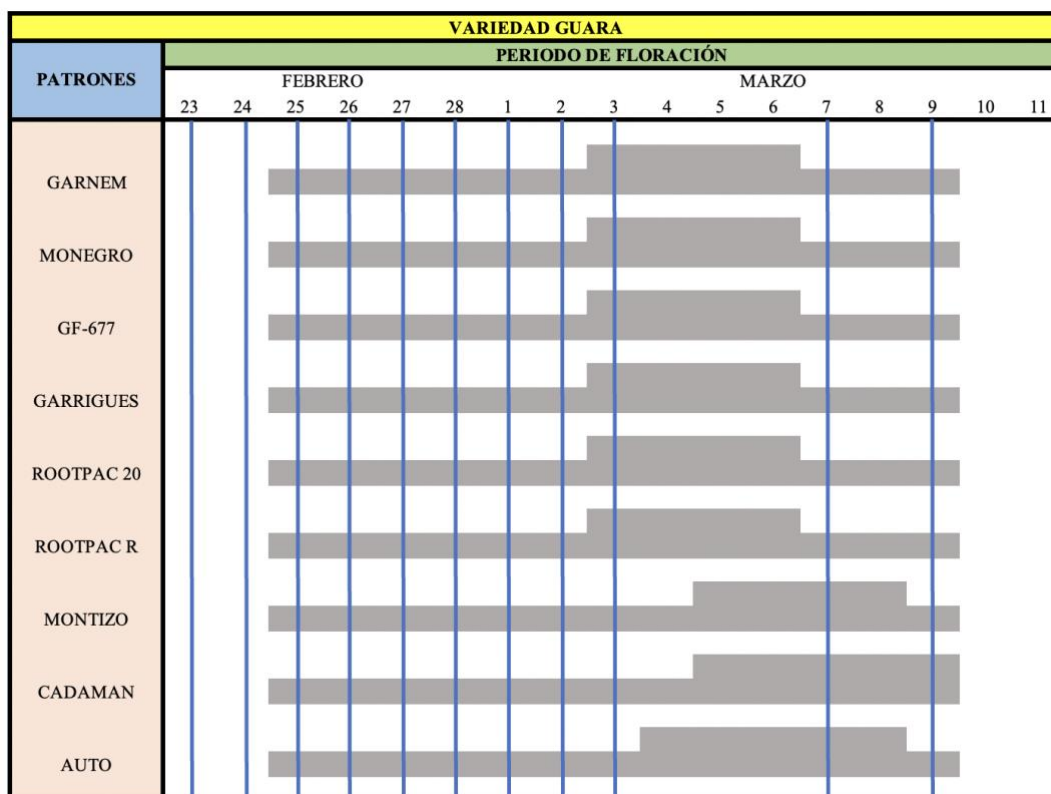 VARIEDAD GUARA
PATRONES
PERIODO DE FLORACIÓN
FEBRERO MARZO
23 24 25 26 27 28 1 2 3 4 5 6 7 8 9 10 11
GARNEM
MONEGRO
GF-677
GARRIGUES
ROOTPAC 20
ROOTPAC R
MONTIZO
CADAMAN
AUTO